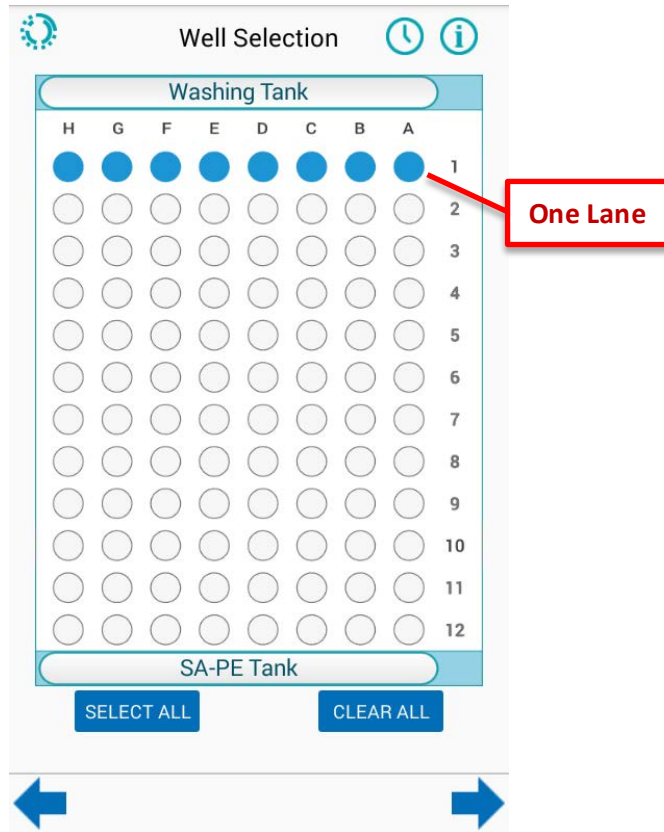 Well Selection
Washing Tank
H G F E D C B A
1
One Lane
2
3
4
5
6
7
8
9
10
11
12
SA-PE Tank
SELECT ALL CLEAR ALL